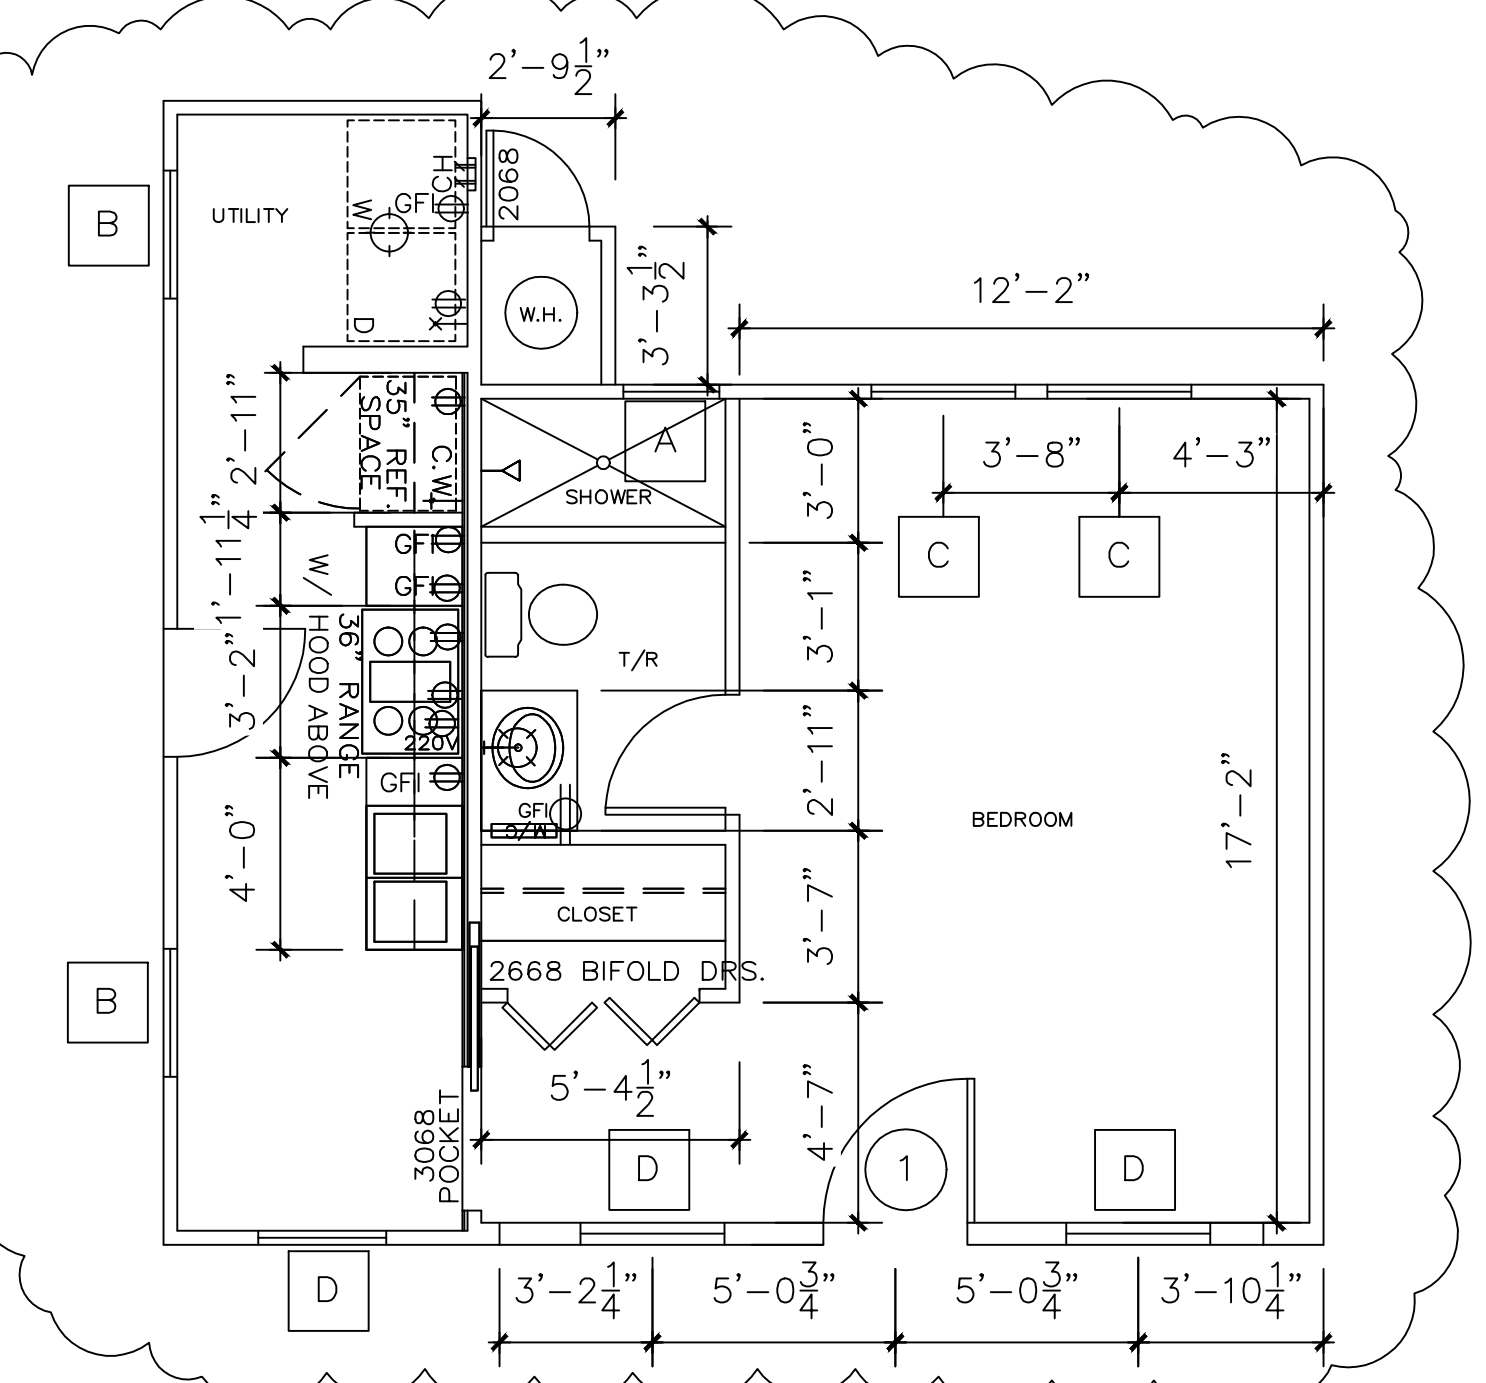 2'-9 1/2"
2068
CH
GFI
W
UTILITY
B
D
W.H.
3'-3 1/2"
12'-2"
2'-11"
35" REF.
SPACE
C.W.
A
SHOWER
3'-0"
3'-8"
4'-3"
C
C
1'-11 1/4"
GFI
GFI
W/
36" RANGE
HOOD ABOVE
3'-2"
220V
T/R
3'-1"
2'-11"
17'-2"
GFI
GFI
M/C
BEDROOM
4'-0"
CLOSET
3'-7"
2668 BIFOLD DRS.
B
5'-4 1/2"
4'-7"
3068
POCKET
D
1
D
D
3'-2 1/4"
5'-0 3/4"
5'-0 3/4"
3'-10 1/4"